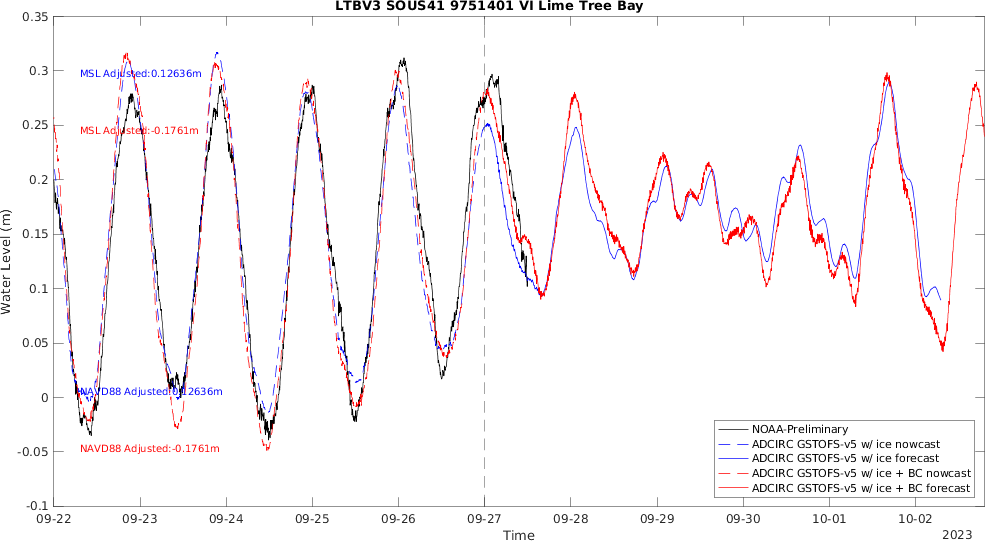 LTBV3 SOUS41 9751401 VI Lime Tree Bay
0.35
0.3
0.25
0.2
0.15
0.1
0.05
0
-0.05
-0.1
Water Level (m)
MSL Adjusted:0.12636m
MSL Adjusted:-0.1761m
NAVD88 Adjusted:0.12636m
NAVD88 Adjusted:-0.1761m
NOAA-Preliminary
ADCIRC GSTOFS-v5 w/ ice nowcast
ADCIRC GSTOFS-v5 w/ ice forecast
ADCIRC GSTOFS-v5 w/ ice + BC nowcast
ADCIRC GSTOFS-v5 w/ ice + BC forecast
09-22 09-23 09-24 09-25 09-26 09-27 09-28 09-29 09-30 10-01 10-02
Time
2023